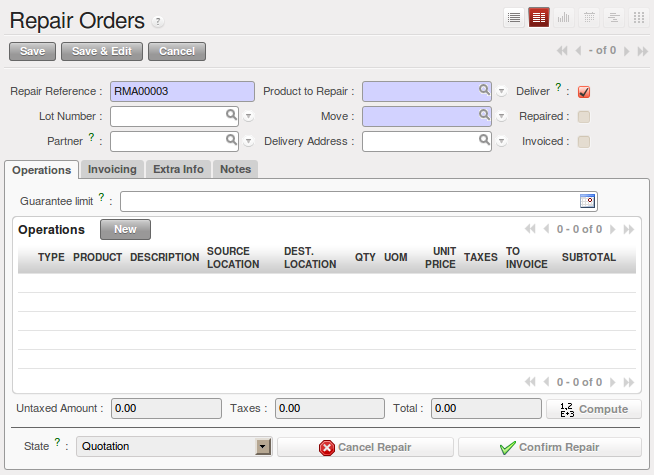 Repair Orders ?
Save Save & Edit Cancel - of 0
Repair Reference : RMA00003 Product to Repair : Deliver ? :
Lot Number : Move : Repaired :
Partner ? : Delivery Address : Invoiced :
Operations Invoicing Extra Info Notes
Guarantee limit ? :
Operations New 0 - 0 of 0
TYPE PRODUCT DESCRIPTION SOURCE LOCATION DEST. LOCATION QTY UOM UNIT PRICE TAXES TO INVOICE SUBTOTAL
0 - 0 of 0
Untaxed Amount : 0.00 Taxes : 0.00 Total : 0.00 1,2 E+3 Compute
State ? : Quotation Cancel Repair Confirm Repair